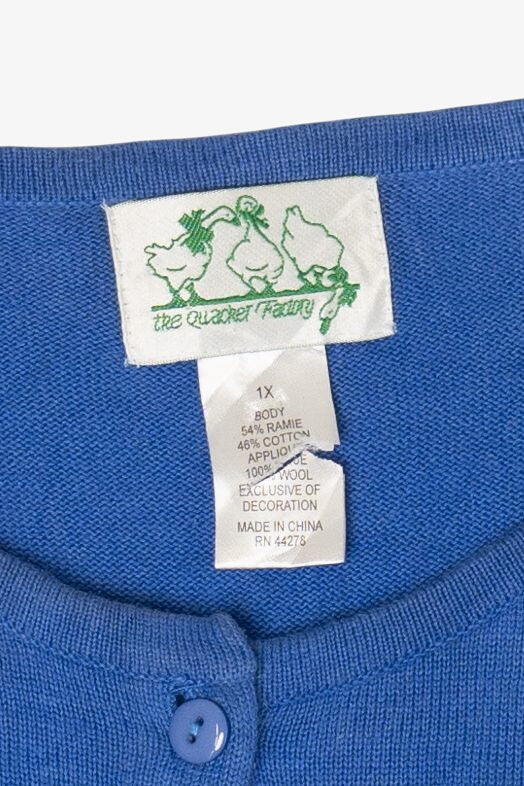 the Quacker Factory
1X
BODY
54% RAMIE
46% COTTON
APPLIQUE
100% WOOL
EXCLUSIVE OF
DECORATION
MADE IN CHINA
RN 44278